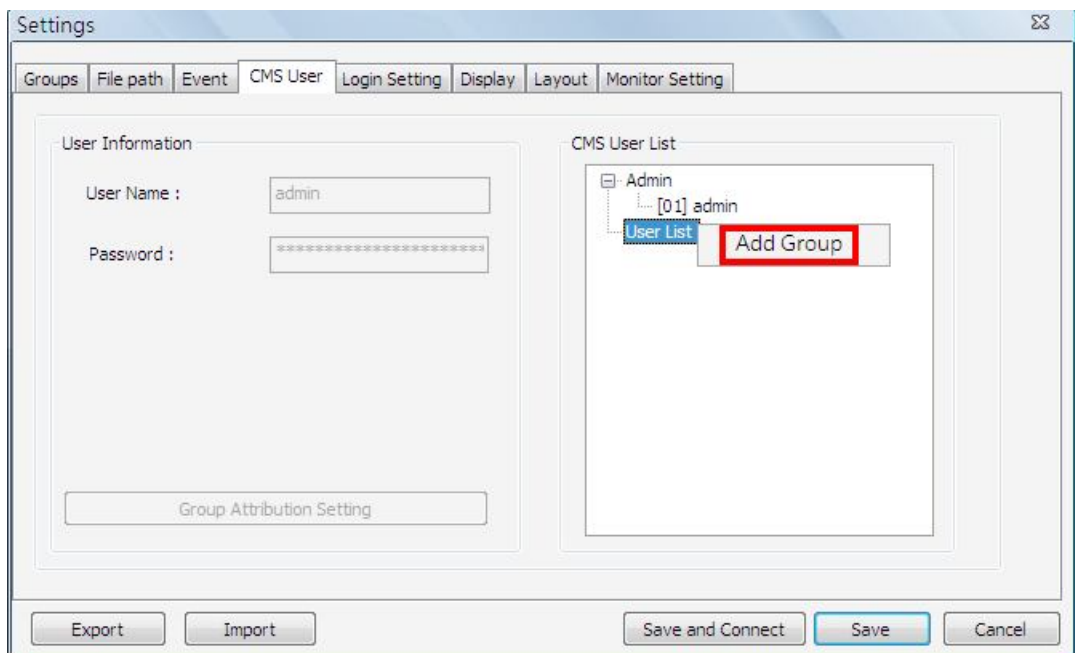 Settings
Groups File path Event CMS User Login Setting Display Layout Monitor Setting
User Information
User Name :
admin
Password :
***********************
Group Attribution Setting
CMS User List
Admin
[01] admin
User List
Add Group
Export Import Save and Connect Save Cancel